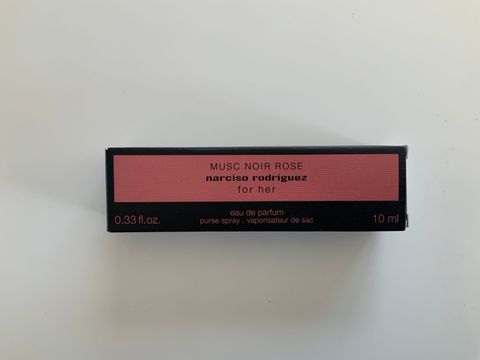 MUSC NOIR ROSE
narciso rodriguez
for her
0.33 fl.oz.
eau de parfum
purse spray . vaporisateur de sac
10 ml